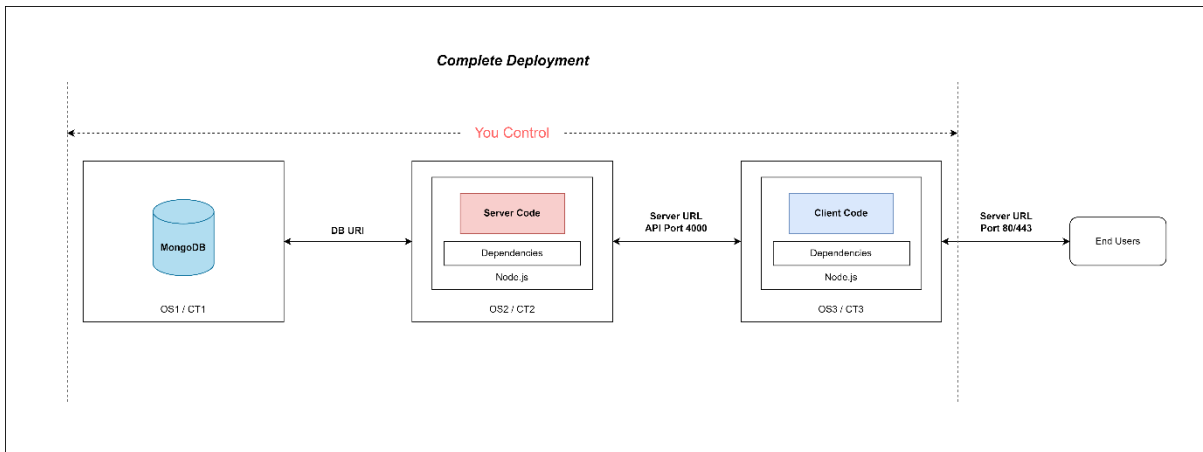 Complete Deployment
You Control
MongoDB
OS1 / CT1
DB URI
Server Code
Dependencies
Node.js
OS2 / CT2
Server URL
API Port 4000
Client Code
Dependencies
Node.js
OS3 / CT3
Server URL
Port 80/443
End Users